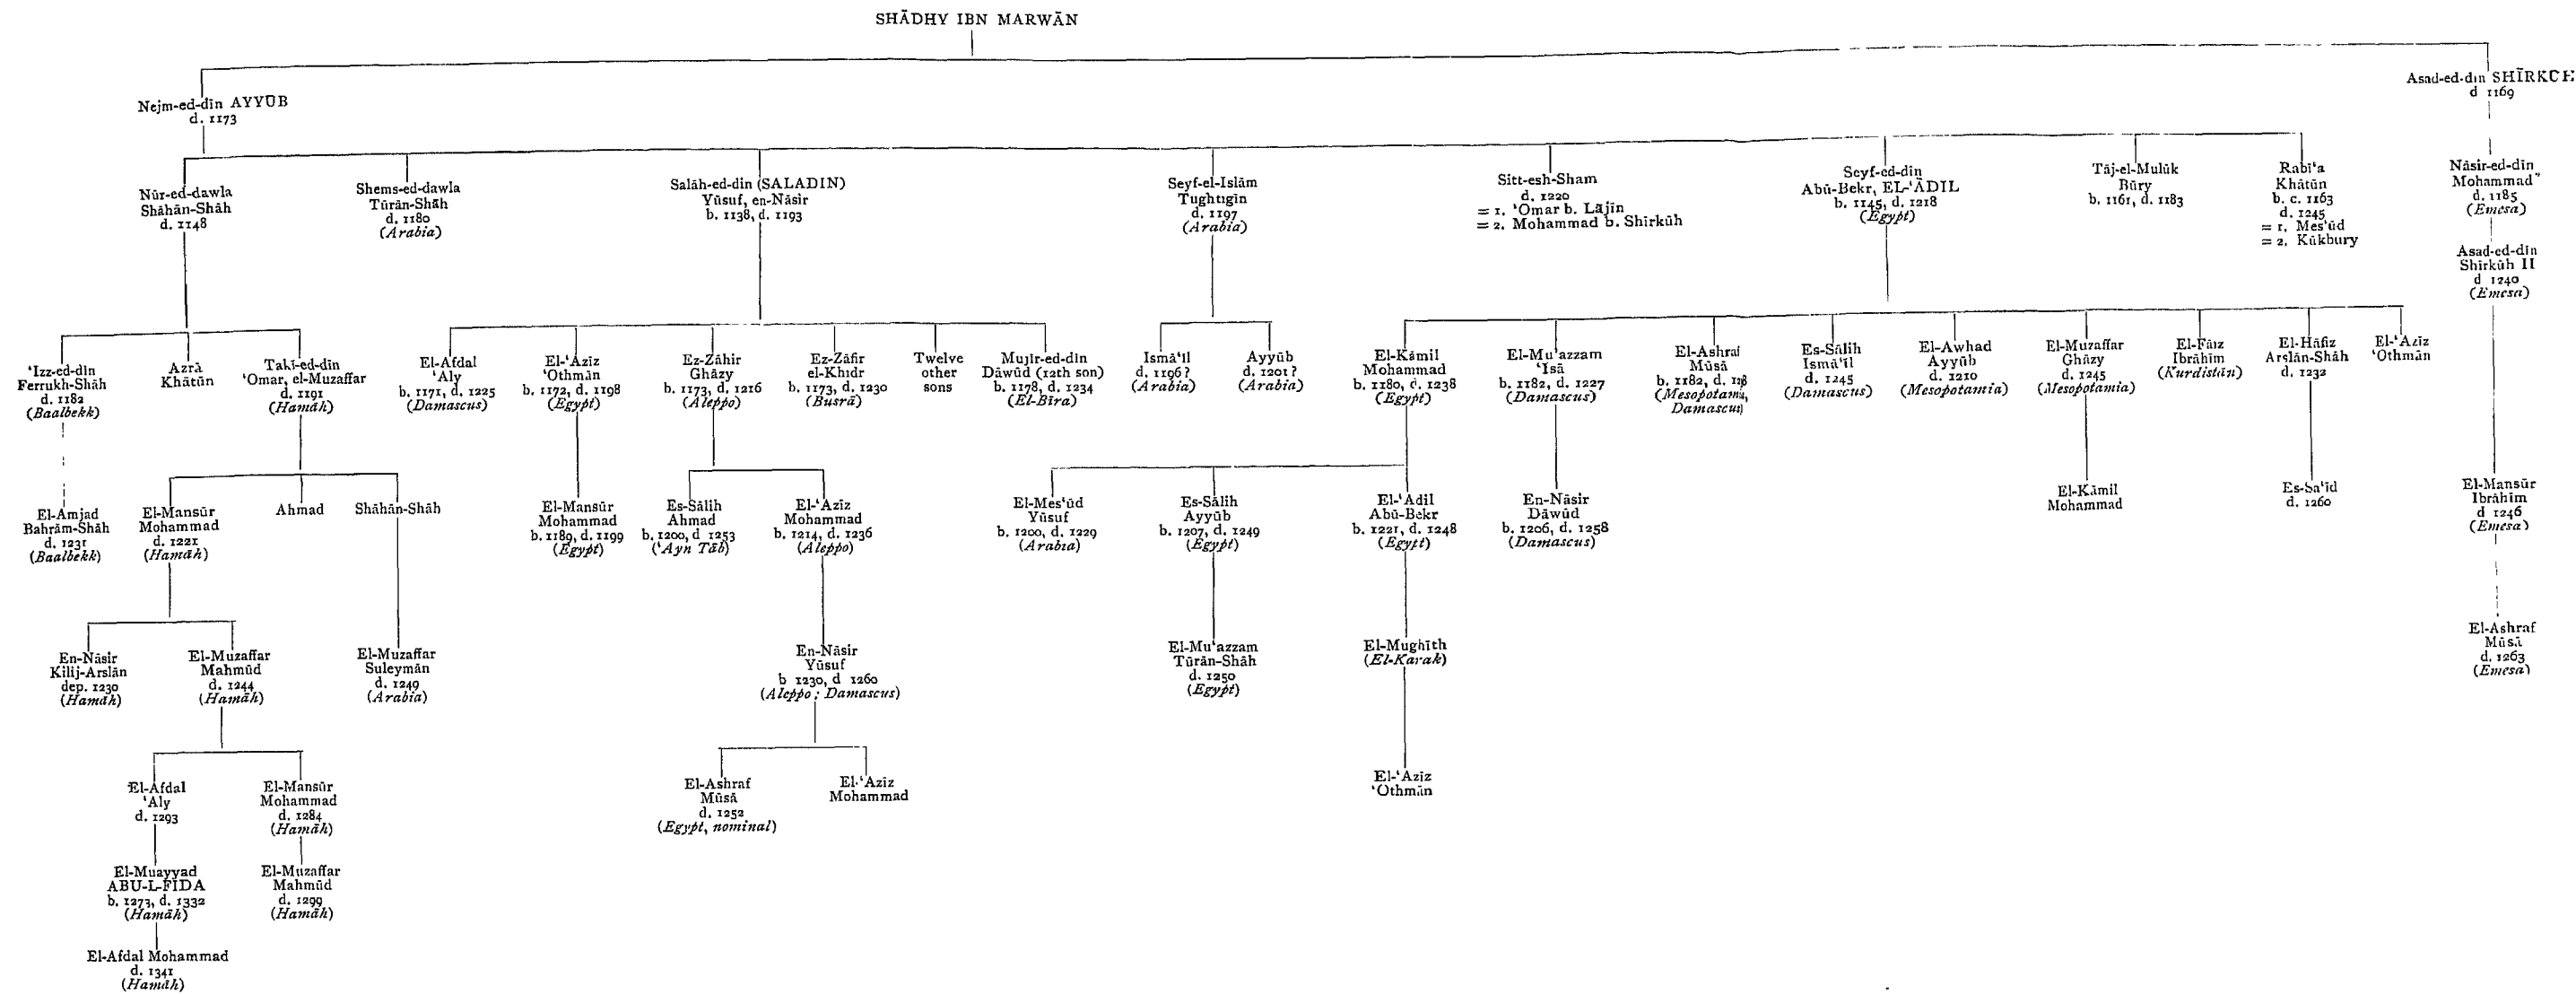 SHĀDHY IBN MARWĀN
Nejm-ed-dīn AYYŪB
d. 1173
Asad-ed-dīn
d 1169
Nūr-ed-dawla
Shāhān-Shāh
d. 1148
Shems-ed-dawla
Tūrān-Shāh
d. 1180
(Arabia)
Salāh-ed-din (SALADIN)
Yūsuf, en-Nāsir
b. 1138, d. 1193
Seyf-el-Islām
Tughtigīn
d. 1197
(Arabia)
Sitt-esh-Sham
d. 1220
= 1. ‘Omar b. Lājīn
= 2. Mohammad b. Shīrkūh
Seyf-ed-dīn
Abū-Bekr, EL-‘ĀDIL
b. 1145, d. 1218
(Egypt)
Tāj-el-Mulūk
Būry
b. 1161, d. 1183
Rabī‘a
Khātūn
b. c. 1163
d. 1245
= 1. Mes‘ūd
= 2. Kūkbury
Nāsir-ed-dīn
Mohammad
d. 1185
(Emesa)
Asad-ed-dīn
Shīrkūh II
d 1240
(Emesa)
‘Izz-ed-dīn
Ferrukh-Shāh
d. 1182
(Baalbekk)
Azrā
Khātūn
Takī-ed-dīn
‘Omar, el-Muzaffar
d. 1191
(Hamāh)
El-Afdal
‘Aly
b. 1171, d. 1225
(Damascus)
El-‘Azīz
‘Othmān
b. 1172, d. 1198
(Egypt)
Ez-Zāhir
Ghāzy
b. 1173, d. 1216
(Aleppo)
Ez-Zāfir
el-Khidr
b. 1173, d. 1230
(Busrā)
Twelve
other
sons
Mujīr-ed-dīn
Dāwūd (12th son)
b. 1178, d. 1234
(El-Bīra)
Ismā‘īl
d. 1196?
(Arabia)
Ayyūb
d. 1201?
(Arabia)
El-Kāmil
Mohammad
b. 1180, d. 1238
(Egypt)
El-Mu‘azzam
‘Isā
b. 1182, d. 1227
(Damascus)
El-Ashraf
Mūsā
b. 1182, d.
(Mesopotamia,
Damascus)
Es-Sālih
Ismā‘īl
d. 1245
(Damascus)
El-Awhad
Ayyūb
d. 1210
(Mesopotamia)
El-Muzaffar
Ghāzy
d. 1245
(Mesopotamia)
El-Fāiz
Ibrāhīm
(Kurdistān)
El-Hāfiz
Arslān-Shāh
d. 1232
El-‘Azīz
‘Othmān
El-Amjad
Bahrām-Shāh
d. 1231
(Baalbekk)
El-Mansūr
Mohammad
d. 1221
(Hamāh)
Ahmad
Shāhān-Shāh
El-Mansūr
Mohammad
b. 1189, d. 1199
(Egypt)
Es-Sālih
Ahmad
b. 1200, d 1253
(‘Ayn Tāb)
El-‘Azīz
Mohammad
b. 1214, d. 1236
(Aleppo)
El-Mes‘ūd
Yūsuf
b. 1200, d. 1229
(Arabia)
Es-Sālih
Ayyūb
b. 1207, d. 1249
(Egypt)
El-‘Adil
Abū-Bekr
b. 1221, d. 1248
(Egypt)
En-Nāsir
Dāwūd
b. 1206, d. 1258
(Damascus)
El-Kāmil
Mohammad
Es-Sa‘īd
d. 1260
El-Mansūr
Ibrāhīm
d 1246
(Emesa)
En-Nāsir
Kilij-Arslān
dep. 1230
(Hamāh)
El-Muzaffar
Mahmūd
d. 1244
(Hamāh)
El-Muzaffar
Suleymān
d. 1249
(Arabia)
En-Nāsir
Yūsuf
b 1230, d 1260
(Aleppo; Damascus)
El-Mu‘azzam
Tūrān-Shāh
d. 1250
(Egypt)
El-Mughīth
(El-Karak)
El-Ashraf
Mūsā
d. 1263
(Emesa)
El-Afdal
‘Aly
d. 1293
El-Mansūr
Mohammad
d. 1284
(Hamāh)
El-Ashraf
Mūsā
d. 1252
(Egypt, nominal)
El-‘Azīz
Mohammad
El-‘Azīz
‘Othmān
El-Muayyad
ABU-L-FIDA
b. 1273, d. 1332
(Hamāh)
El-Muzaffar
Mahmūd
d. 1299
(Hamāh)
El-Afdal Mohammad
d. 1341
(Hamāh)